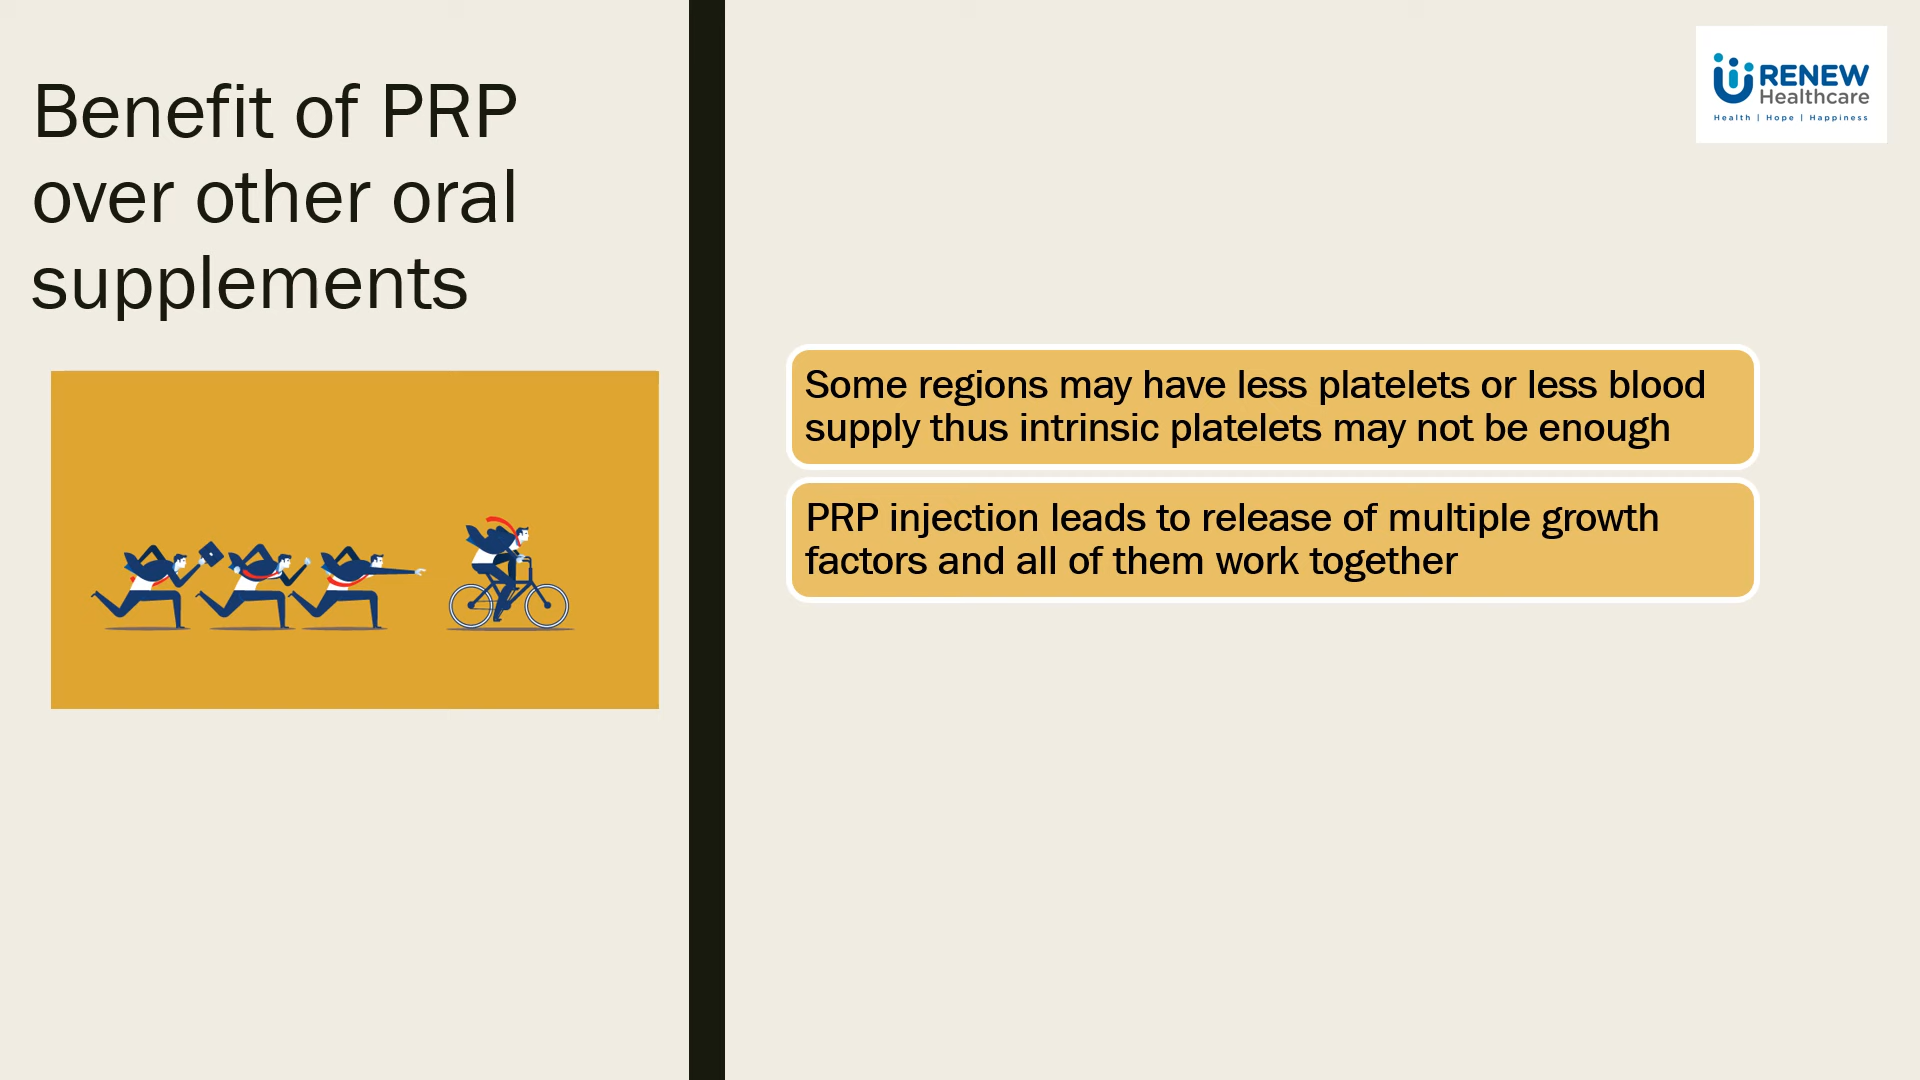 Benefit of PRP
over other oral
supplements
RENEW
Healthcare
Health | Hope | Happiness
Some regions may have less platelets or less blood
supply thus intrinsic platelets may not be enough
PRP injection leads to release of multiple growth
factors and all of them work together